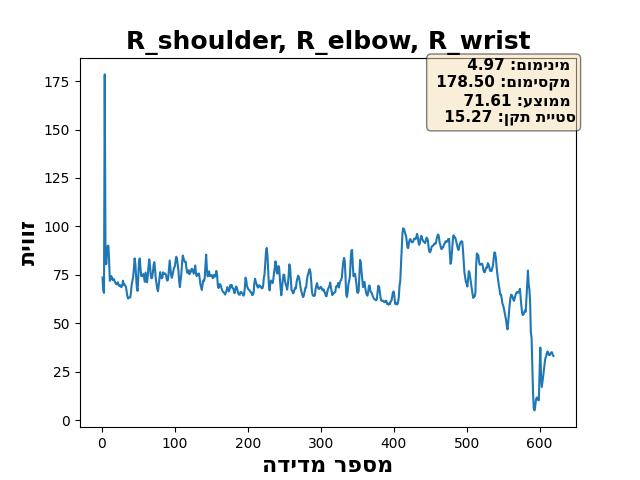 R_shoulder, R_elbow, R_wrist
מינימום: 4.97
מקסימום: 178.50
ממוצע: 71.61
סטיית תקן: 15.27
זווית
175
150
125
100
75
50
25
0
0 100 200 300 400 500 600
מספר מדידה